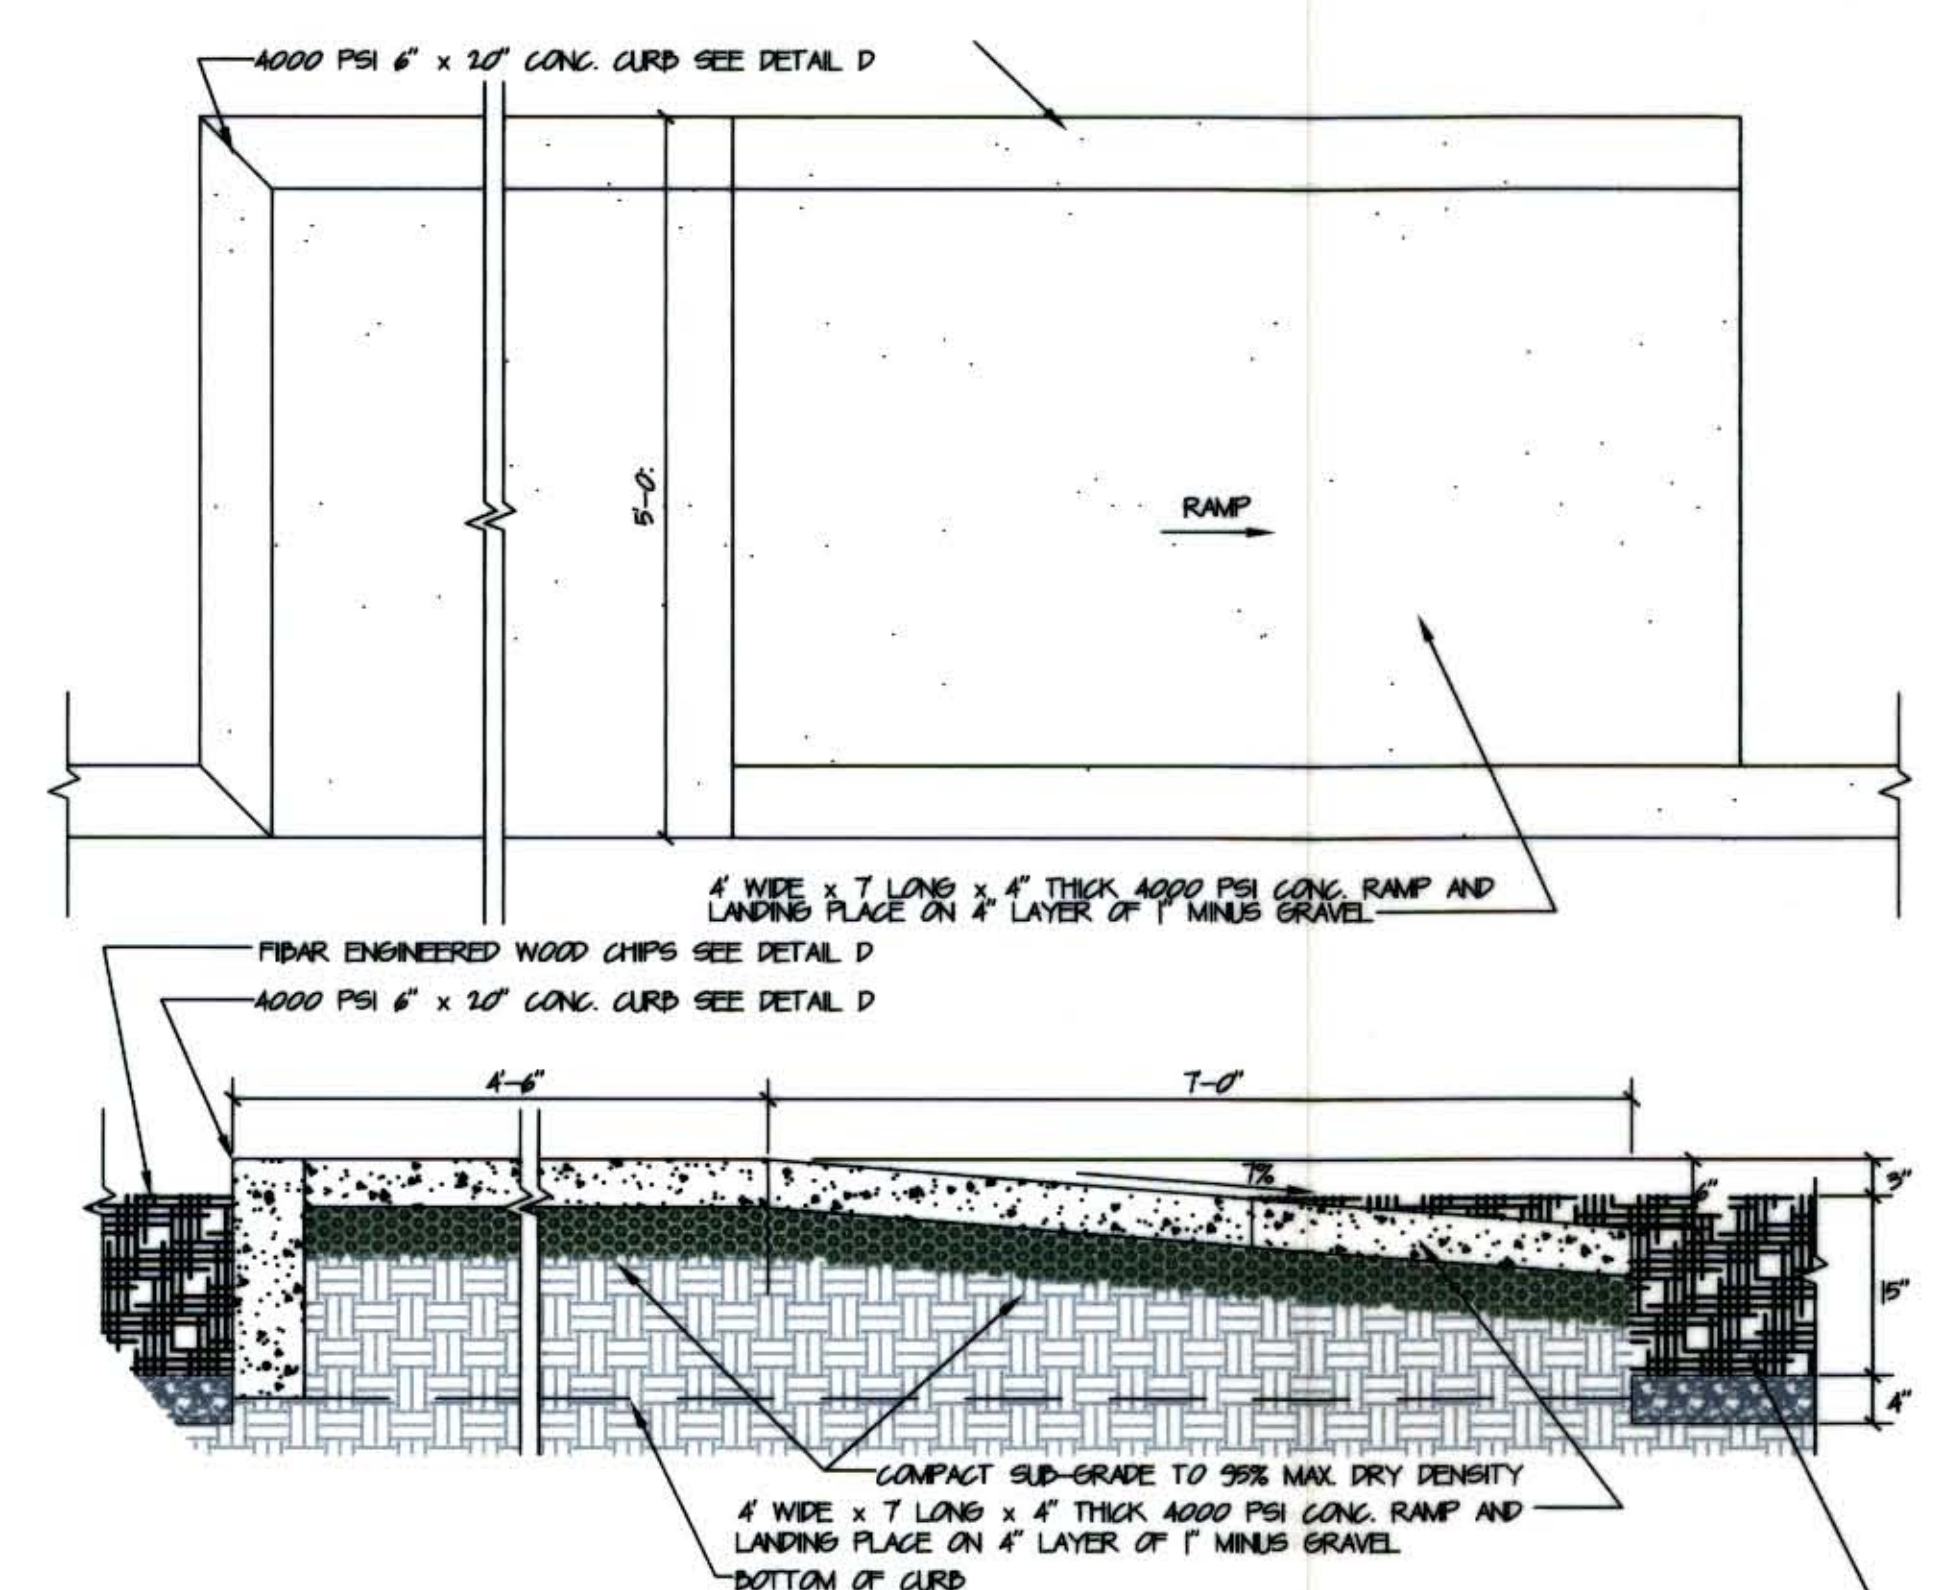 4000 PSI 6" x 20" CONC. CURB SEE DETAIL D
5'-0"
RAMP
4' WIDE x 7' LONG x 4" THICK 4000 PSI CONC. RAMP AND
LANDING PLACE ON 4" LAYER OF 1" MINUS GRAVEL
FIBAR ENGINEERED WOOD CHIPS SEE DETAIL D
4000 PSI 6" x 20" CONC. CURB SEE DETAIL D
4'-6"
7'-0"
7%
6"
3"
15"
4"
COMPACT SUB-GRADE TO 95% MAX. DRY DENSITY
4' WIDE x 7' LONG x 4" THICK 4000 PSI CONC. RAMP AND
LANDING PLACE ON 4" LAYER OF 1" MINUS GRAVEL
BOTTOM OF CURB